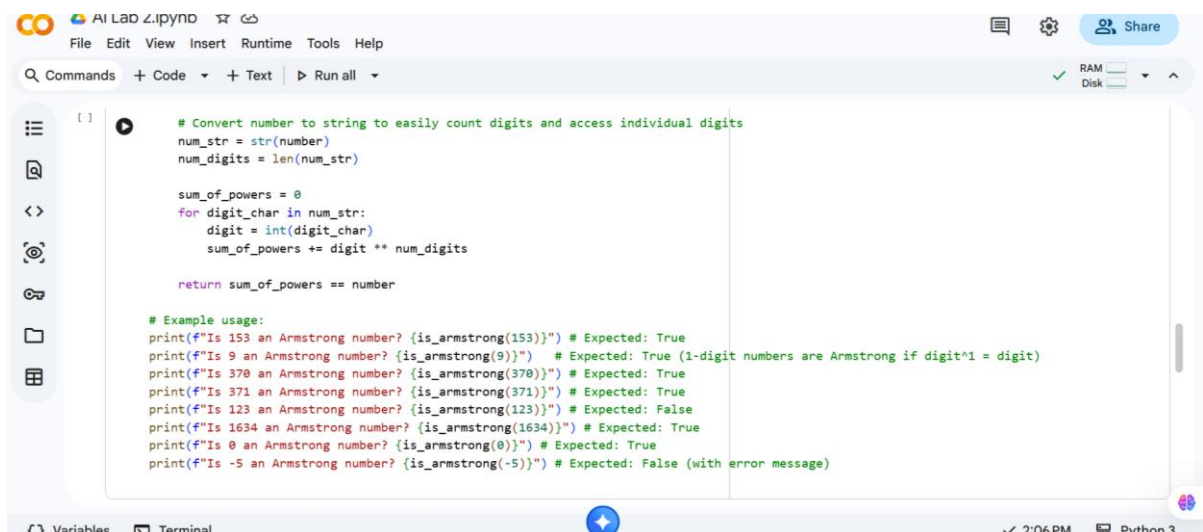 AI Lab 2.ipynb
File Edit View Insert Runtime Tools Help
Share
Commands + Code + Text Run all
RAM
Disk
[ ]
# Convert number to string to easily count digits and access individual digits
num_str = str(number)
num_digits = len(num_str)
sum_of_powers = 0
for digit_char in num_str:
digit = int(digit_char)
sum_of_powers += digit ** num_digits
return sum_of_powers == number
# Example usage:
print(f"Is 153 an Armstrong number? {is_armstrong(153)}") # Expected: True
print(f"Is 9 an Armstrong number? {is_armstrong(9)}") # Expected: True (1-digit numbers are Armstrong if digit^1 = digit)
print(f"Is 370 an Armstrong number? {is_armstrong(370)}") # Expected: True
print(f"Is 371 an Armstrong number? {is_armstrong(371)}") # Expected: True
print(f"Is 123 an Armstrong number? {is_armstrong(123)}") # Expected: False
print(f"Is 1634 an Armstrong number? {is_armstrong(1634)}") # Expected: True
print(f"Is 0 an Armstrong number? {is_armstrong(0)}") # Expected: True
print(f"Is -5 an Armstrong number? {is_armstrong(-5)}") # Expected: False (with error message)
{} Variables Terminal
2:06 PM Python 3